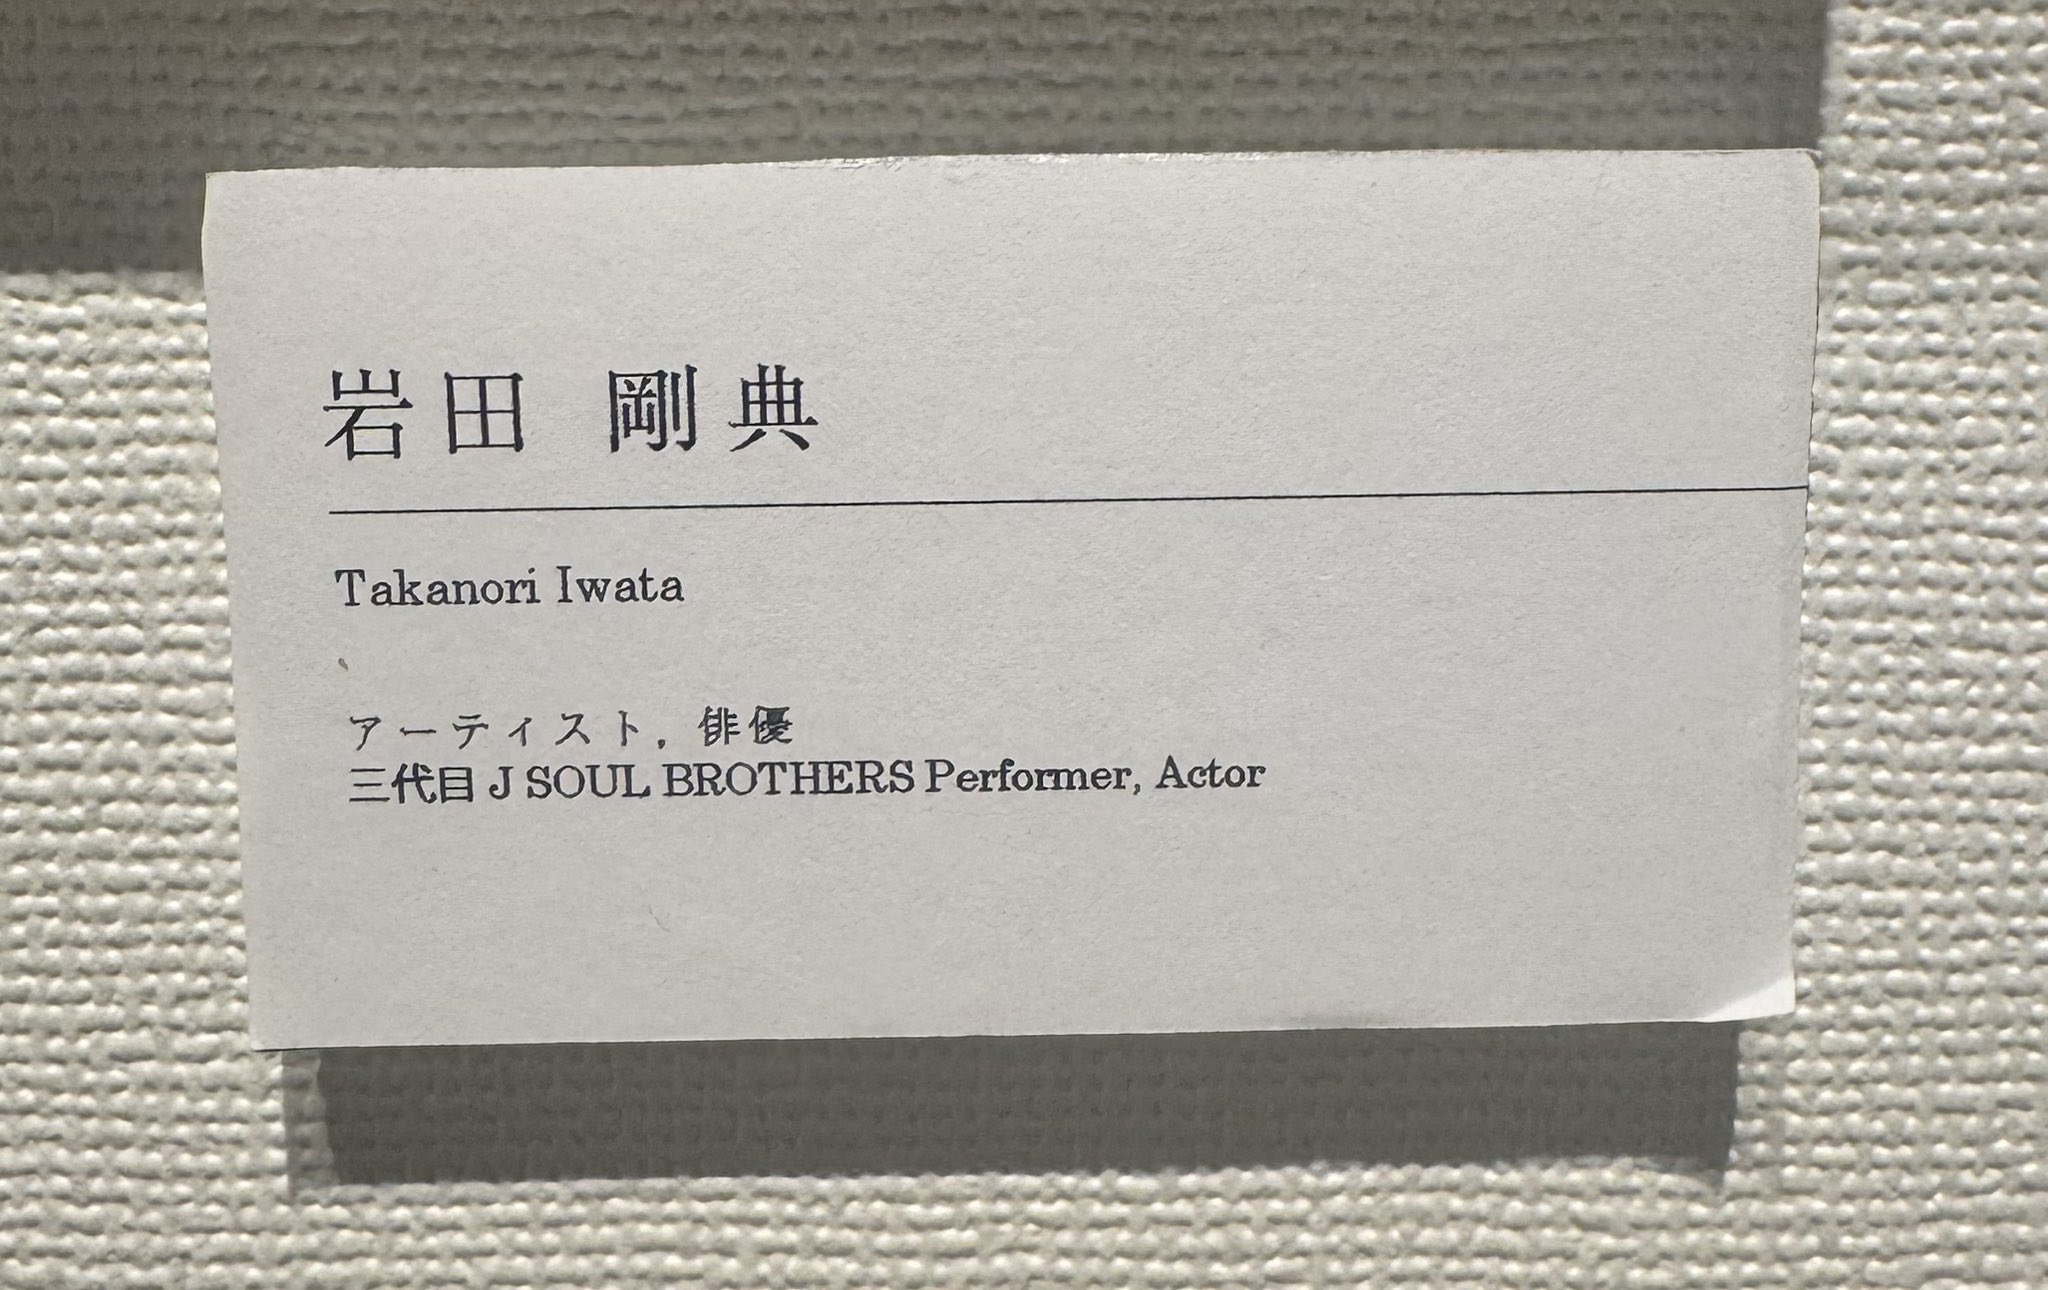 岩田 剛典
Takanori Iwata
アーティスト, 俳優
三代目 J SOUL BROTHERS Performer, Actor